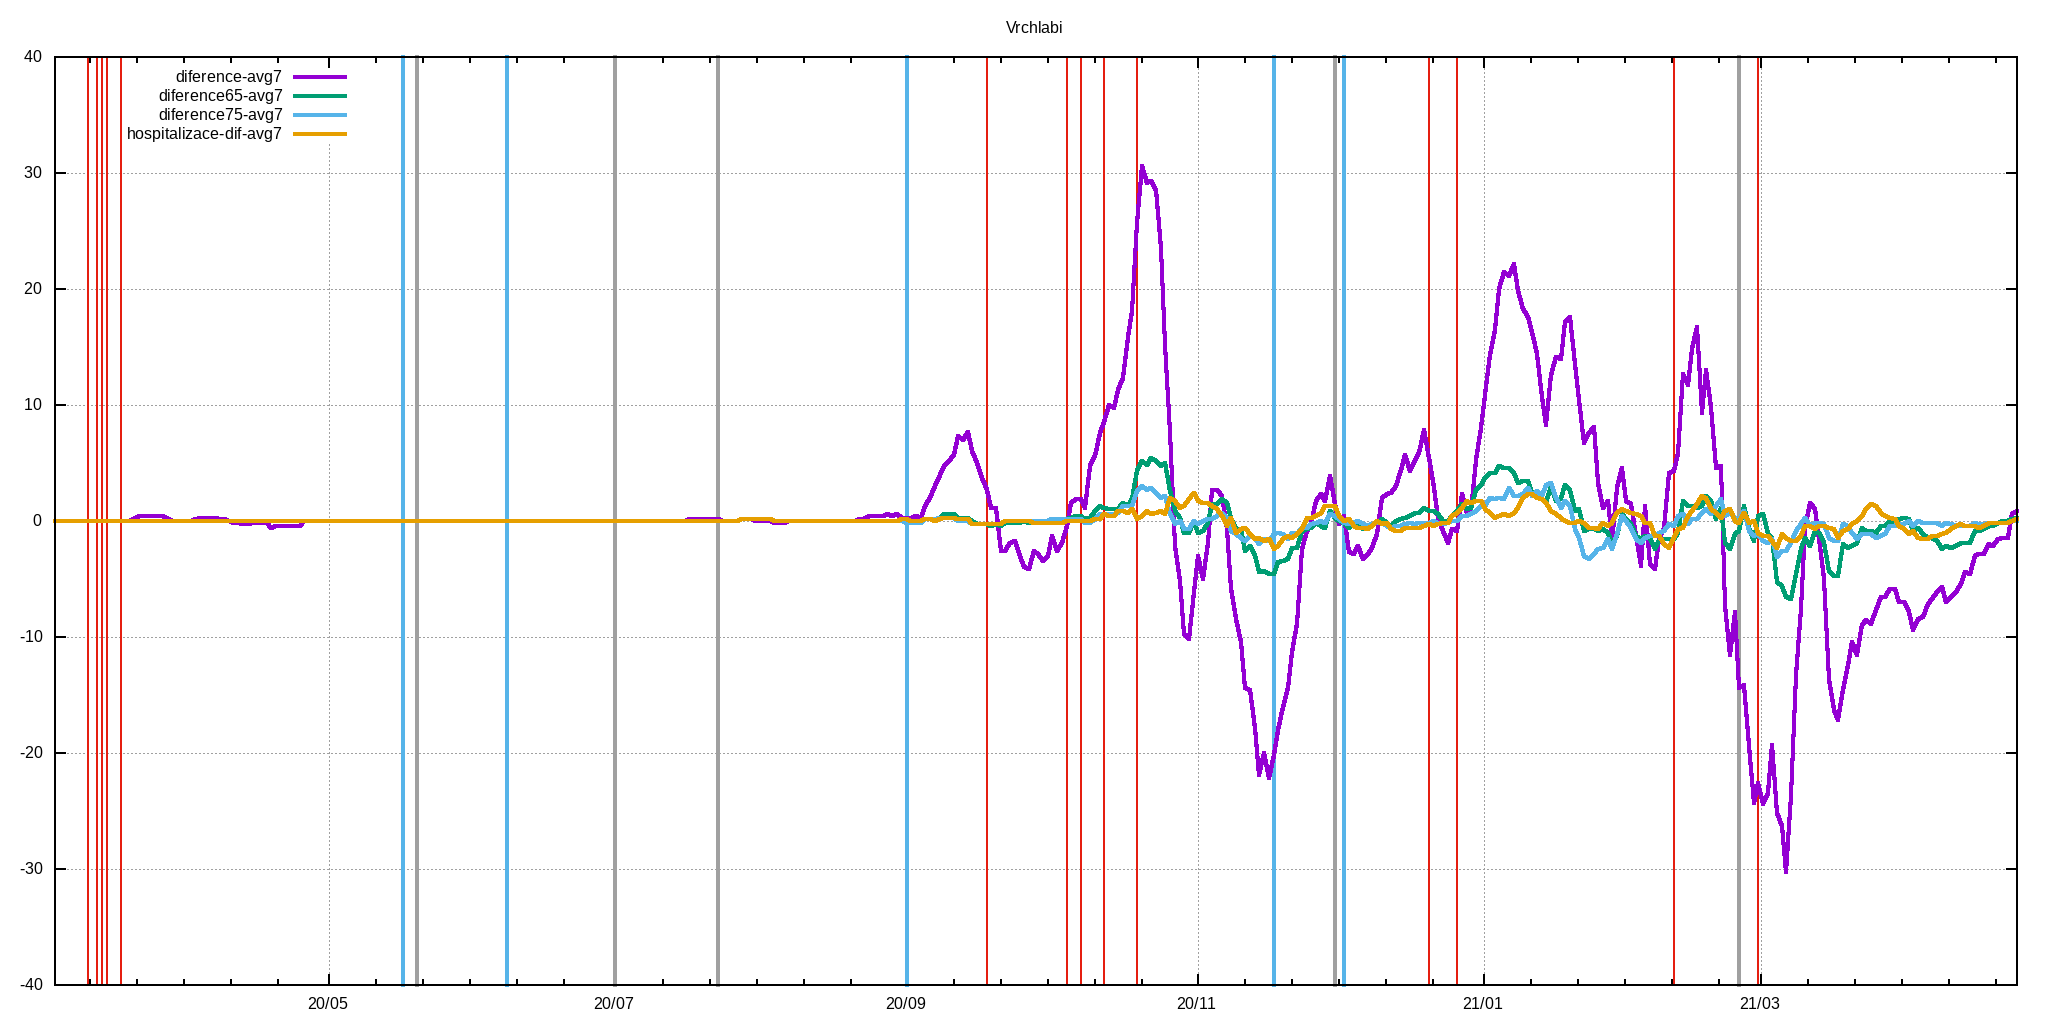 Vrchlabi
40
30
20
10
0
-10
-20
-30
-40
diference-avg7
diference65-avg7
diference75-avg7
hospitalizace-dif-avg7
20/05 20/07 20/09 20/11 21/01 21/03